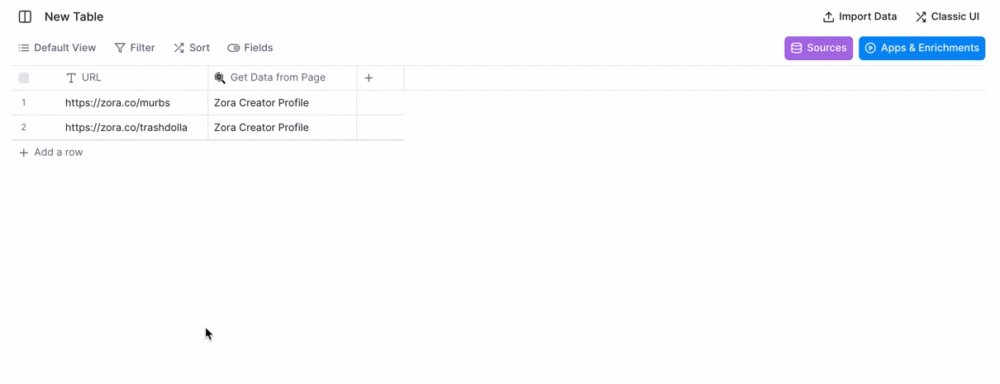 New Table
Import Data
Classic UI
Default View
Filter
Sort
Fields
Sources
Apps & Enrichments
URL
Get Data from Page
1 https://zora.co/murbs Zora Creator Profile
2 https://zora.co/trashdolla Zora Creator Profile
Add a row